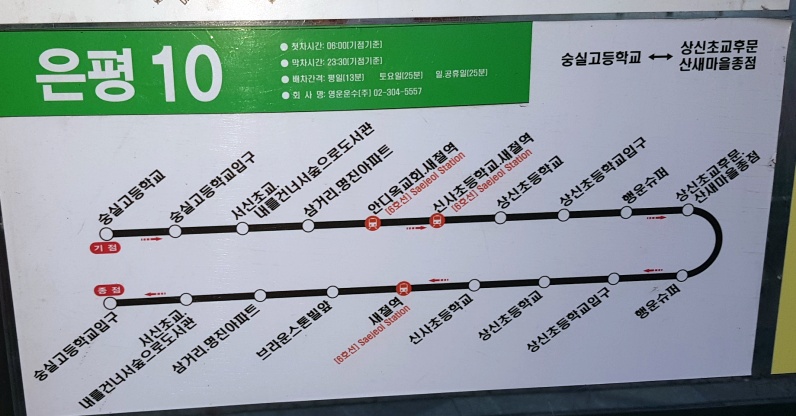 은평 10
첫차시간: 06:00[기점기준]
막차시간: 23:30[기점기준]
배차간격: 평일[13분] 토요일[25분] 일.공휴일[25분]
회 사 명: 영운운수[주] 02-304-5557
숭실고등학교 ↔ 상신초교후문
산새마을종점
숭실고등학교
숭실고등학교입구
서신초교.
내를건너서숲으로도서관
삼거리.명진아파트
안디옥교회.새절역
[6호선] Saejeol Station
신사초등학교.새절역
[6호선] Saejeol Station
상신초등학교
상신초등학교입구
행운슈퍼
상신초교후문.
산새마을종점
기 점
종 점
숭실고등학교입구
서신초교.
내를건너서숲으로도서관
삼거리.명진아파트
브라운스톤빌앞
새절역
[6호선] Saejeol Station
신사초등학교
상신초등학교
상신초등학교입구
행운슈퍼